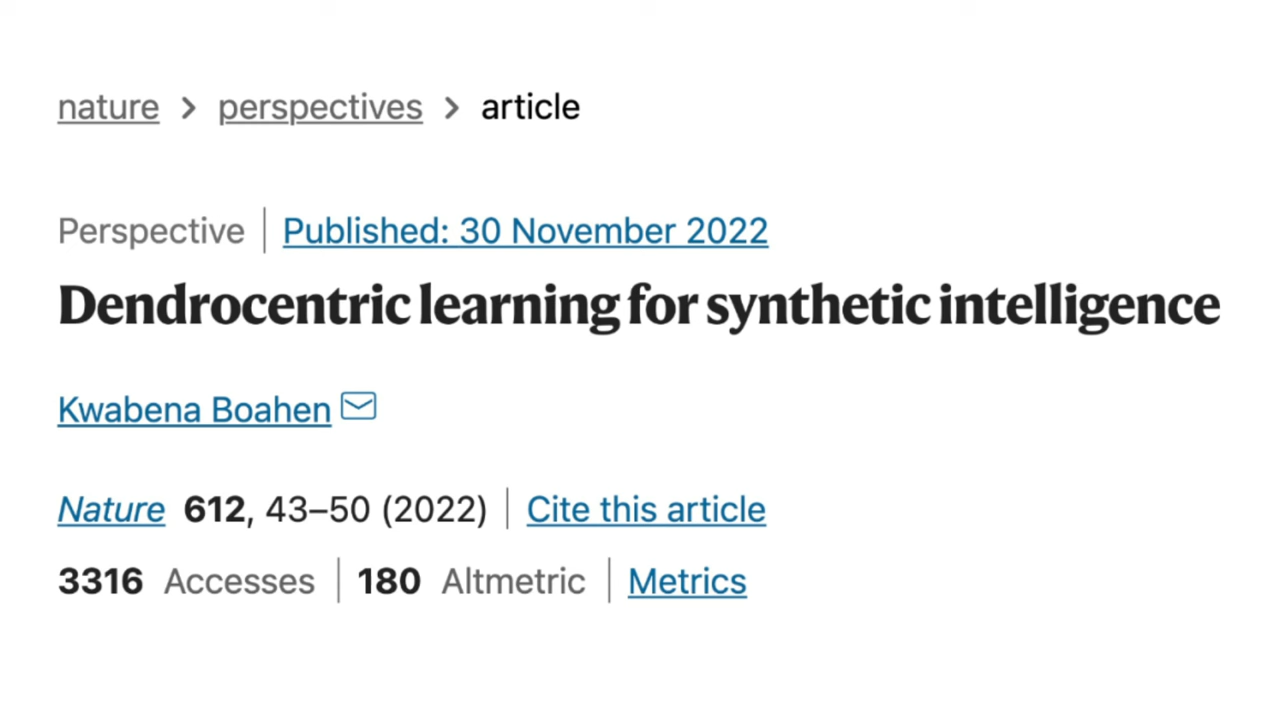 nature > perspectives > article
Perspective | Published: 30 November 2022
Dendrocentric learning for synthetic intelligence
Kwabena Boahen
Nature 612, 43–50 (2022) | Cite this article
3316 Accesses | 180 Altmetric | Metrics